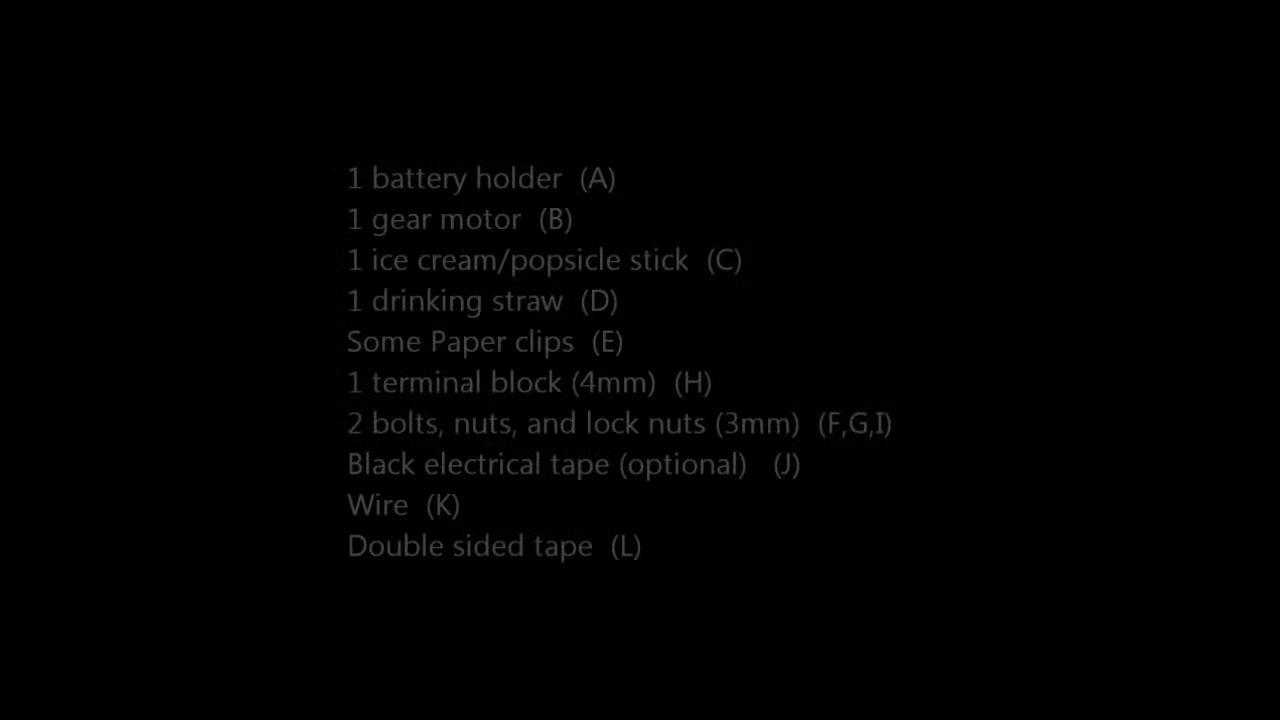 1 battery holder (A)
1 gear motor (B)
1 ice cream/popsicle stick (C)
1 drinking straw (D)
Some Paper clips (E)
1 terminal block (4mm) (H)
2 bolts, nuts, and lock nuts (3mm) (F,G,I)
Black electrical tape (optional) (J)
Wire (K)
Double sided tape (L)